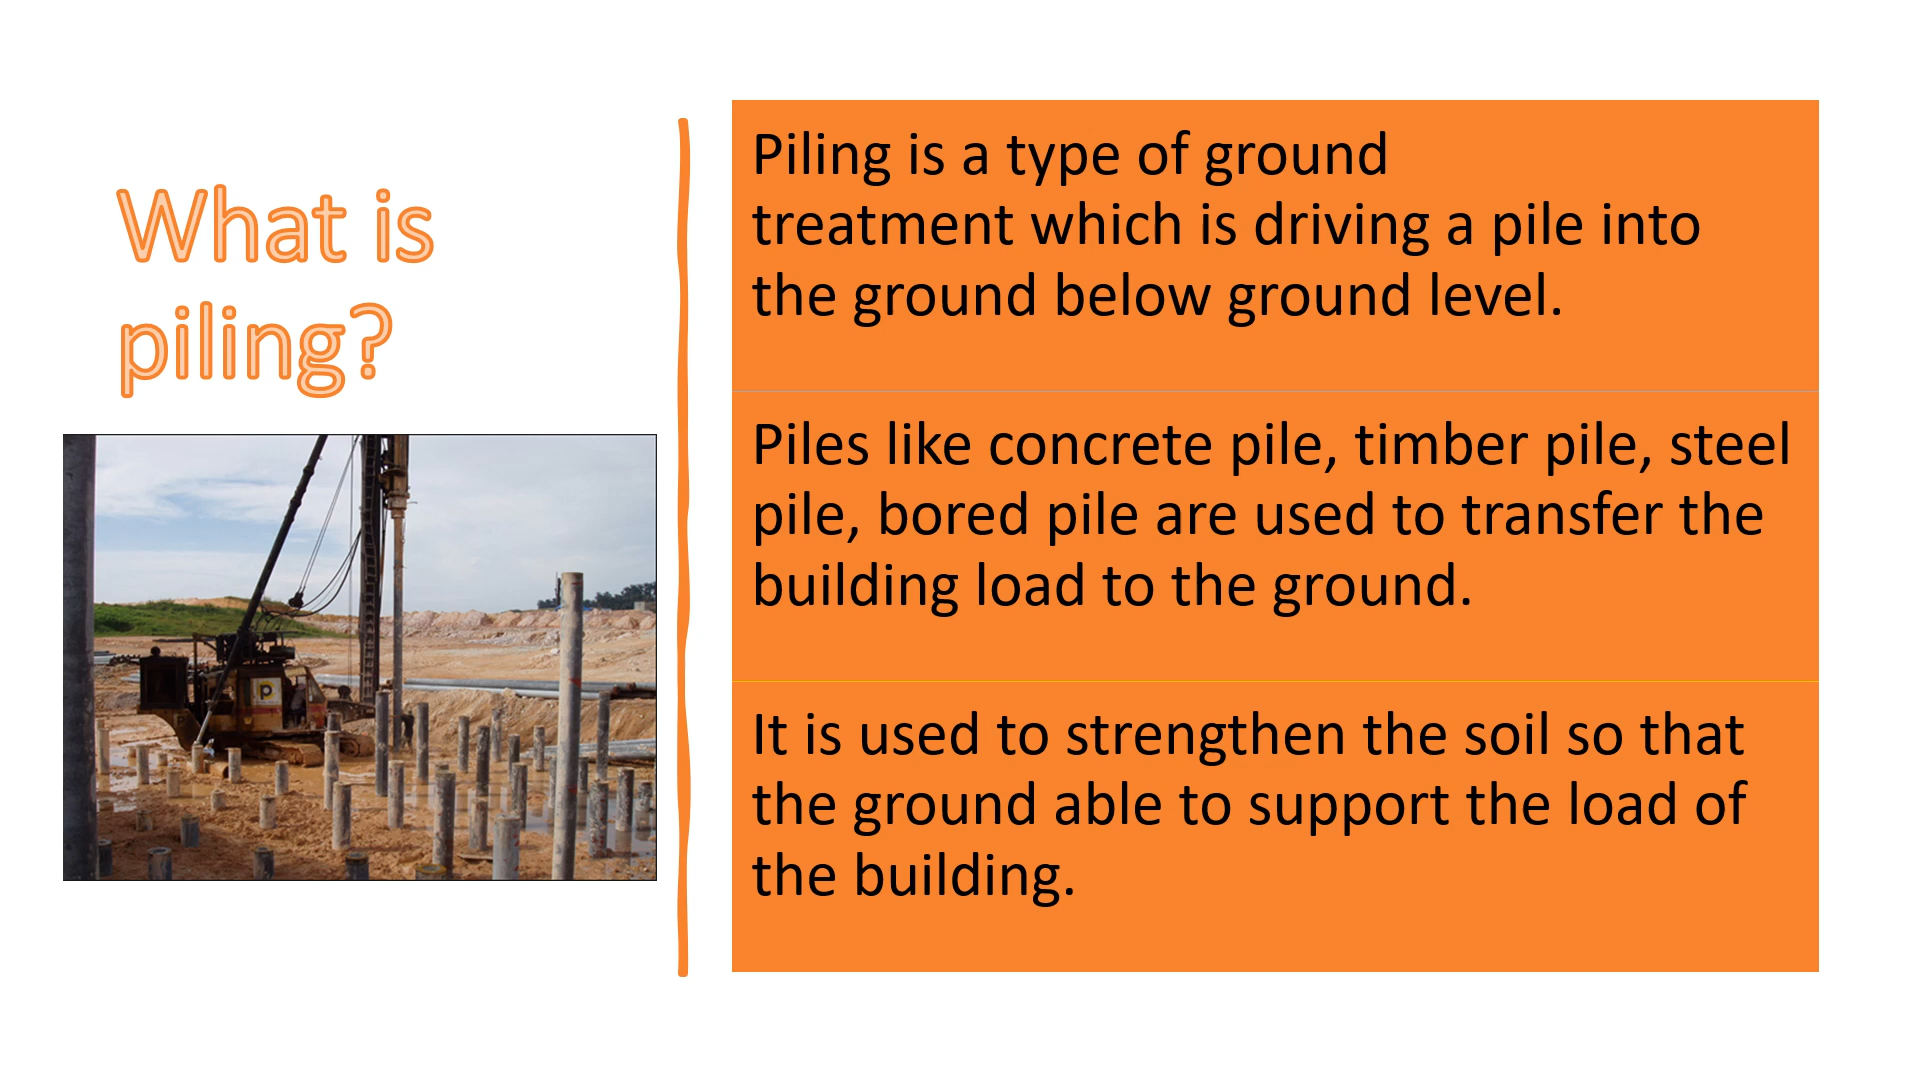 What is
piling?
Piling is a type of ground
treatment which is driving a pile into
the ground below ground level.
Piles like concrete pile, timber pile, steel
pile, bored pile are used to transfer the
building load to the ground.
It is used to strengthen the soil so that
the ground able to support the load of
the building.
P